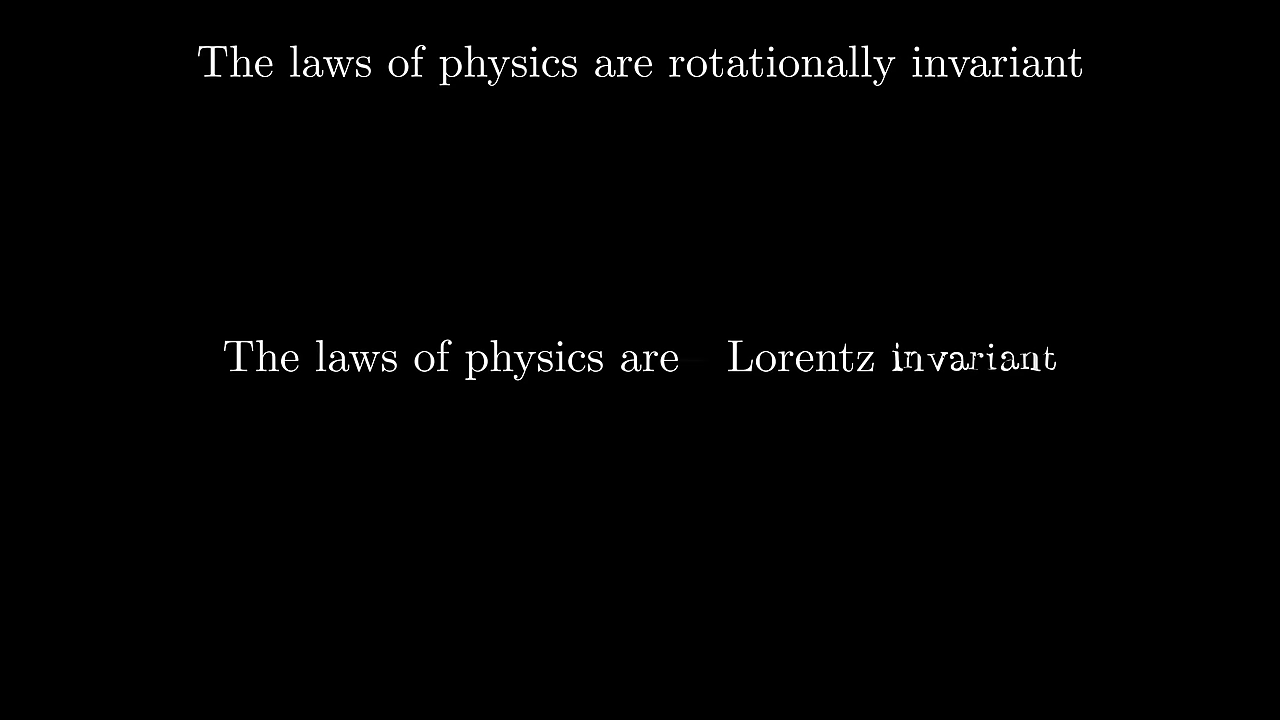 The laws of physics are rotationally invariant
The laws of physics are Lorentz invariant